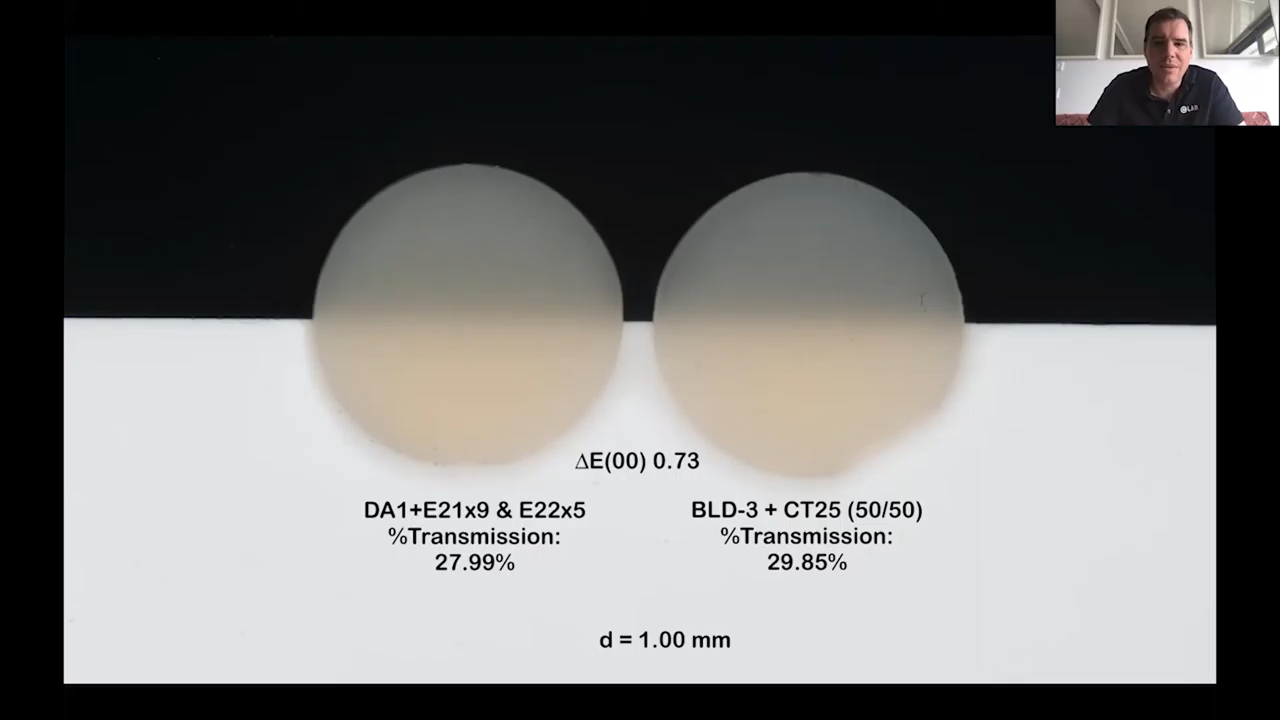 LAB
∆E(00) 0.73
DA1+E21x9 & E22x5
%Transmission:
27.99%
BLD-3 + CT25 (50/50)
%Transmission:
29.85%
d = 1.00 mm